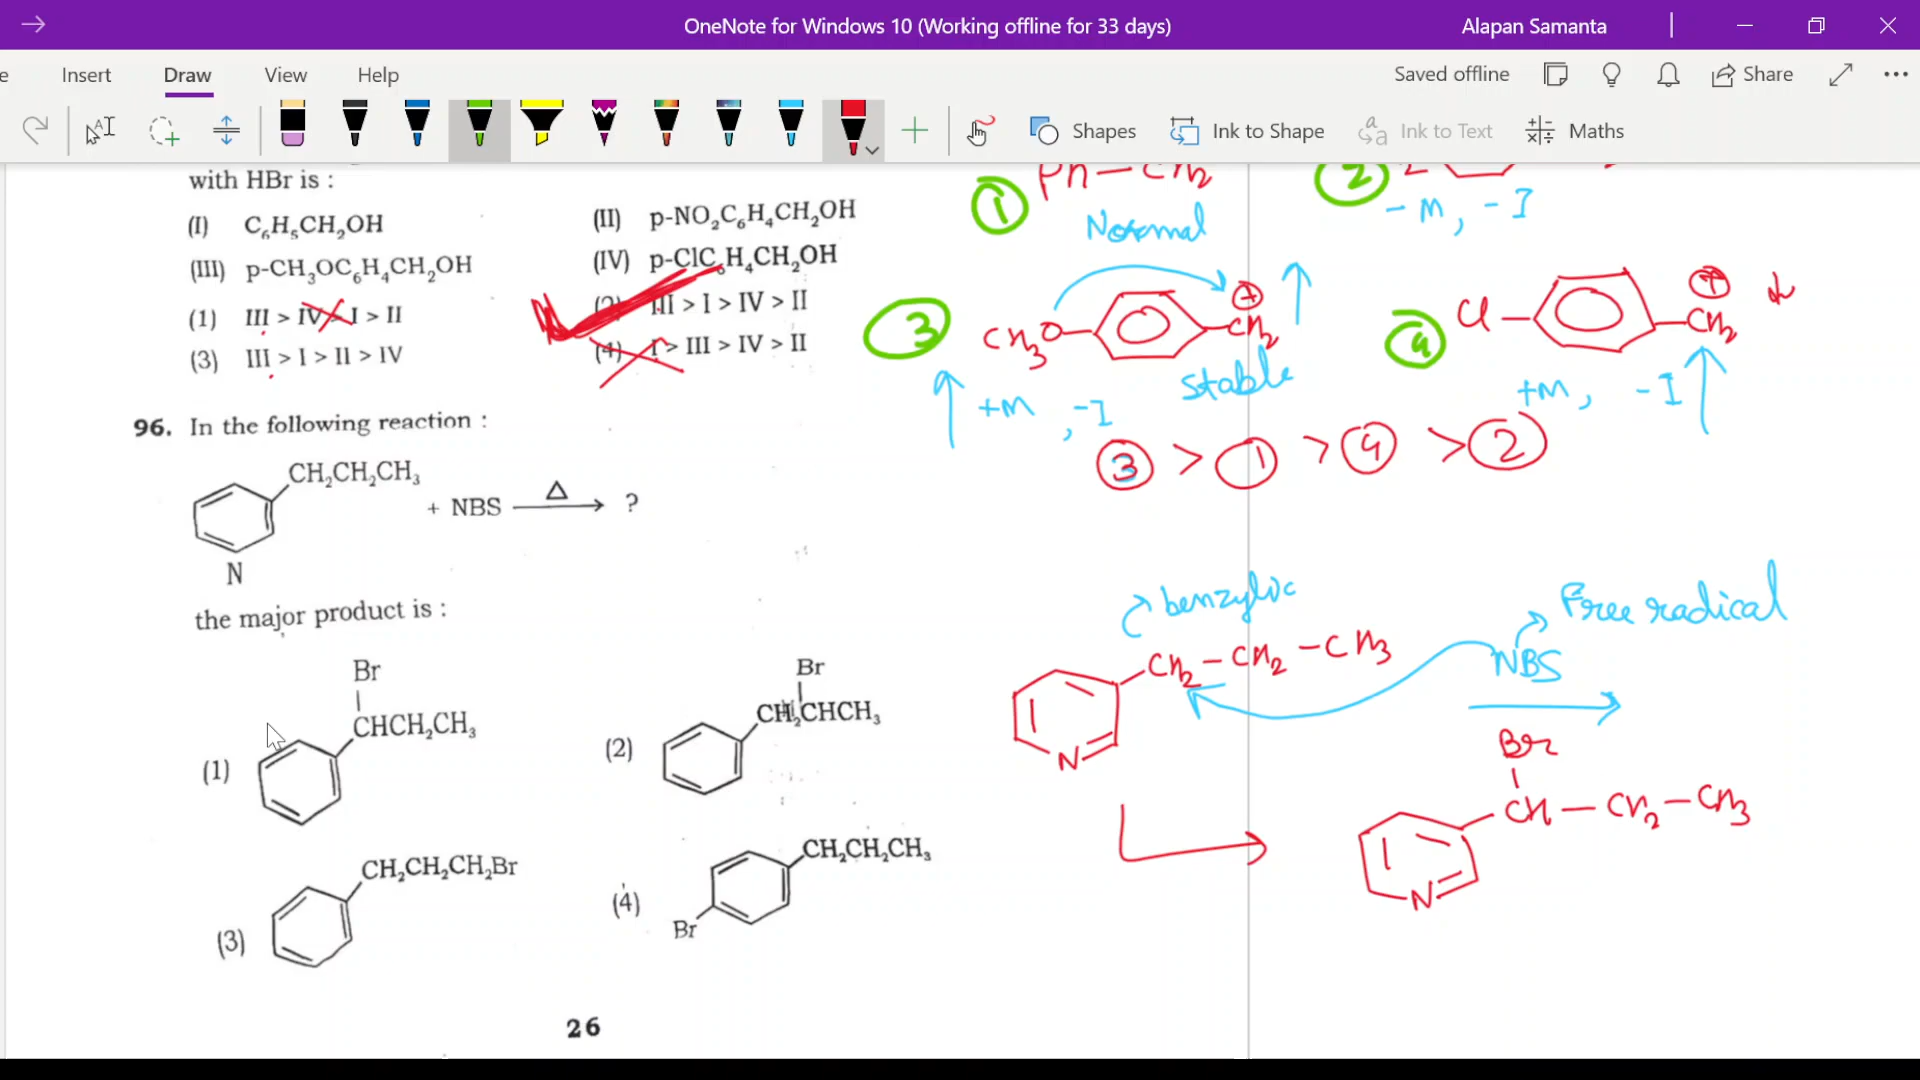 OneNote for Windows 10 (Working offline for 33 days)
Alapan Samanta
e Insert Draw View Help
Saved offline
Share
Shapes
Ink to Shape
Ink to Text
Maths
with HBr is :
(I) C₆H₅CH₂OH
(II) p-NO₂C₆H₄CH₂OH
(III) p-CH₃OC₆H₄CH₂OH
(IV) p-ClC₆H₄CH₂OH
(1) III > IV > I > II
(2) III > I > IV > II
(3) III > I > II > IV
(4) I > III > IV > II
96. In the following reaction :
CH₂CH₂CH₃
+ NBS △ ?
N
the major product is :
Br
(1) CHCH₂CH₃
Br
(2) CH₂CHCH₃
(3) CH₂CH₂CH₂Br
(4) CH₂CH₂CH₃
Br
26
① Ph—CH₂
Normal
②
-M, -I
③ CH₃O CH₂ +
Stable
+M, -I
④ Cl CH₂ +
+M, -I
③ > ① > ④ > ②
benzylic
Free radical
CH₂—CH₂—CH₃
NBS
N
Br
CH—CH₂—CH₃
N